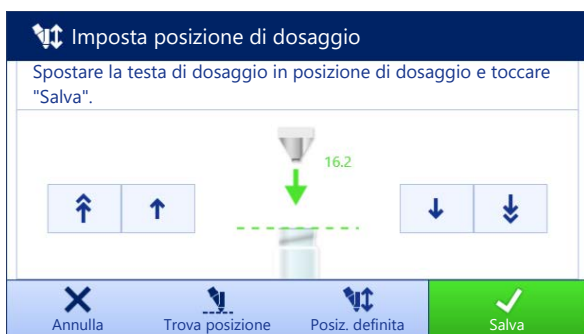 Imposta posizione di dosaggio
Spostare la testa di dosaggio in posizione di dosaggio e toccare
"Salva".
16.2
Annulla
Trova posizione
Posiz. definita
Salva